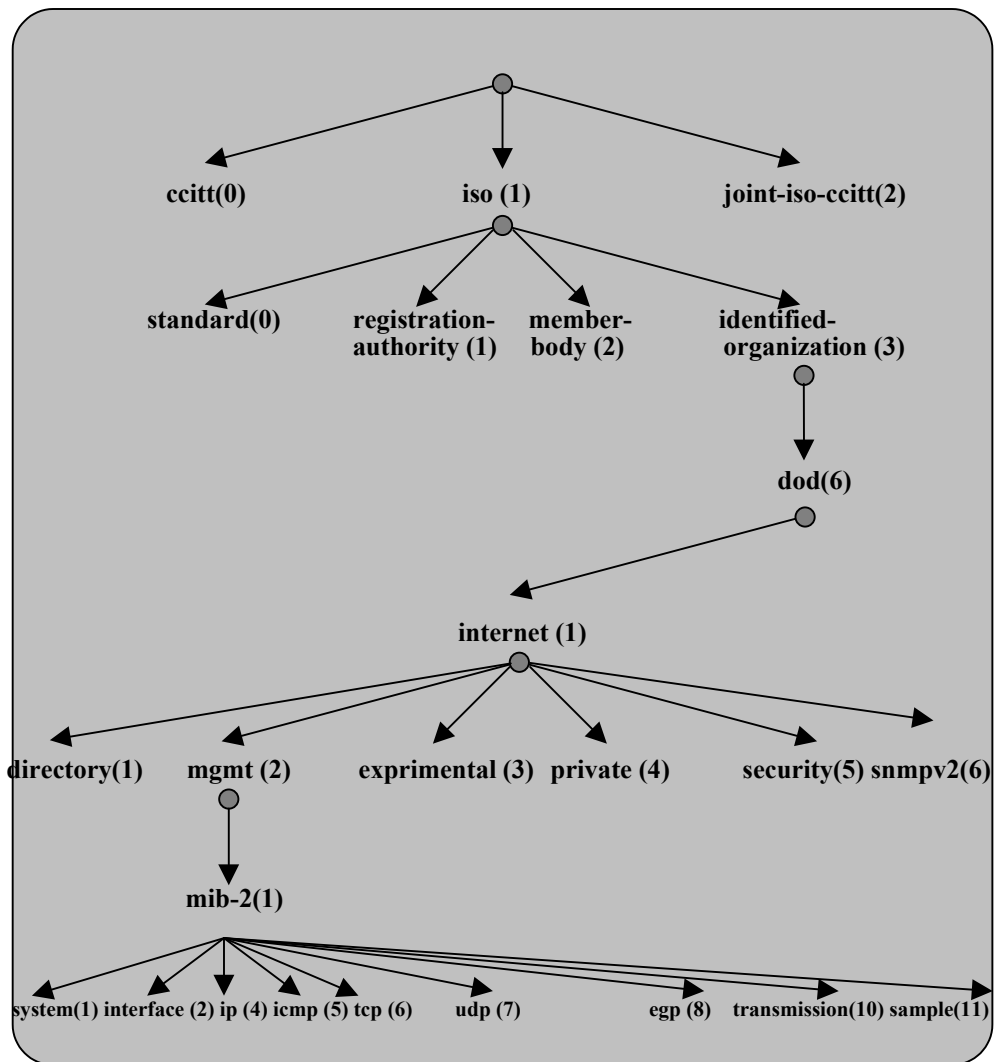 ccitt(0) iso (1) joint-iso-ccitt(2)
standard(0) registration- member- identified-
authority (1) body (2) organization (3)
dod(6)
internet (1)
directory(1) mgmt (2) exprimental (3) private (4) security(5) snmpv2(6)
mib-2(1)
system(1) interface (2) ip (4) icmp (5) tcp (6) udp (7) egp (8) transmission(10) sample(11)